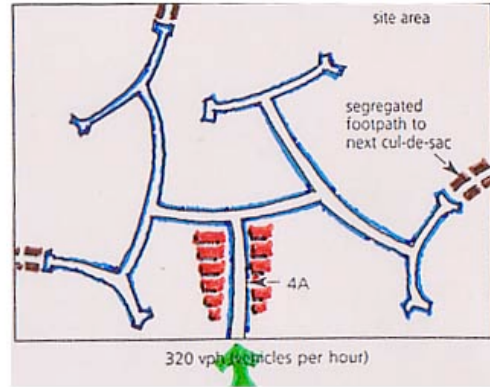 site area
segregated
footpath to
next cul-de-sac
4A
320 vph (vehicles per hour)